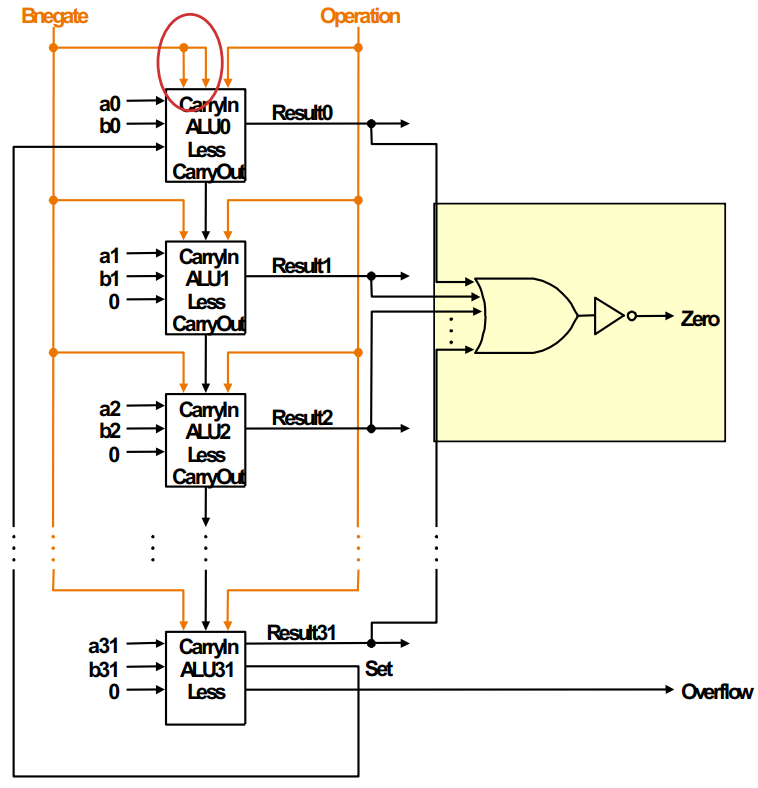 Bnegate Operation
a0 CarryIn
b0 ALU0 Result0
Less
CarryOut
a1 CarryIn
b1 ALU1 Result1
0 Less
CarryOut
Zero
a2 CarryIn
b2 ALU2 Result2
0 Less
CarryOut
a31 CarryIn Result31
b31 ALU31 Set
0 Less Overflow